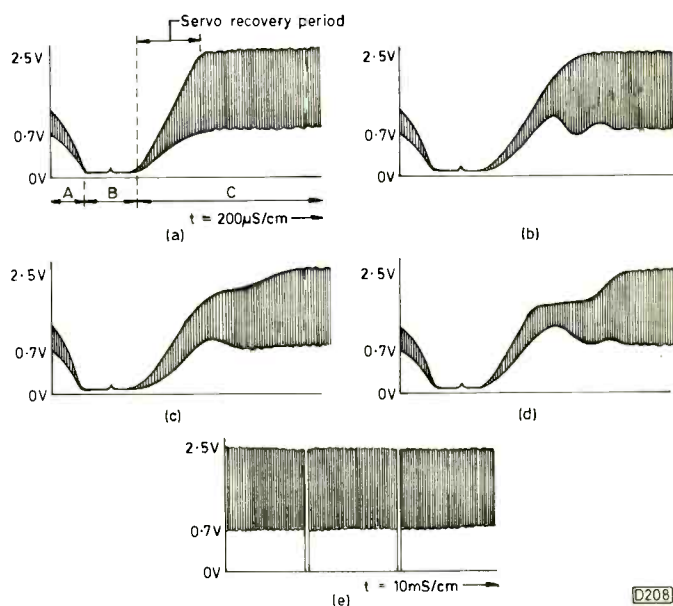 Servo recovery period
2·5V
0·7V
0V
A
B
C
t = 200µS/cm
(a)
2·5V
0·7V
0V
(b)
2·5V
0·7V
0V
(c)
2·5V
0·7V
0V
(d)
2·5V
0·7V
0V
t = 10mS/cm
(e)
D208